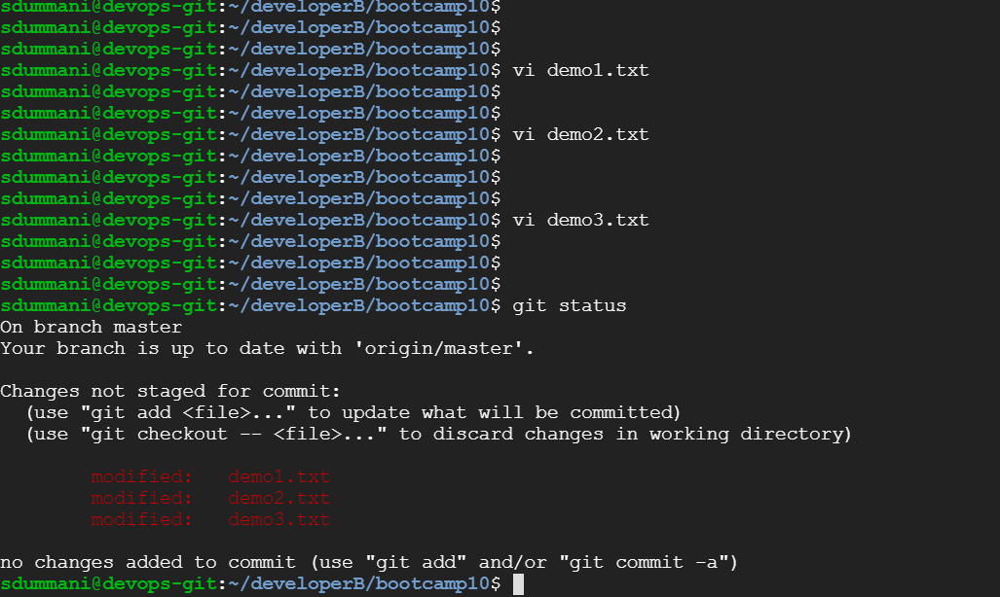 sdummani@devops-git:~/developerB/bootcamp10$
sdummani@devops-git:~/developerB/bootcamp10$
sdummani@devops-git:~/developerB/bootcamp10$
sdummani@devops-git:~/developerB/bootcamp10$ vi demo1.txt
sdummani@devops-git:~/developerB/bootcamp10$
sdummani@devops-git:~/developerB/bootcamp10$
sdummani@devops-git:~/developerB/bootcamp10$ vi demo2.txt
sdummani@devops-git:~/developerB/bootcamp10$
sdummani@devops-git:~/developerB/bootcamp10$
sdummani@devops-git:~/developerB/bootcamp10$
sdummani@devops-git:~/developerB/bootcamp10$ vi demo3.txt
sdummani@devops-git:~/developerB/bootcamp10$
sdummani@devops-git:~/developerB/bootcamp10$
sdummani@devops-git:~/developerB/bootcamp10$
sdummani@devops-git:~/developerB/bootcamp10$ git status
On branch master
Your branch is up to date with 'origin/master'.
Changes not staged for commit:
  (use "git add <file>..." to update what will be committed)
  (use "git checkout -- <file>..." to discard changes in working directory)
        modified:   demo1.txt
        modified:   demo2.txt
        modified:   demo3.txt
no changes added to commit (use "git add" and/or "git commit -a")
sdummani@devops-git:~/developerB/bootcamp10$